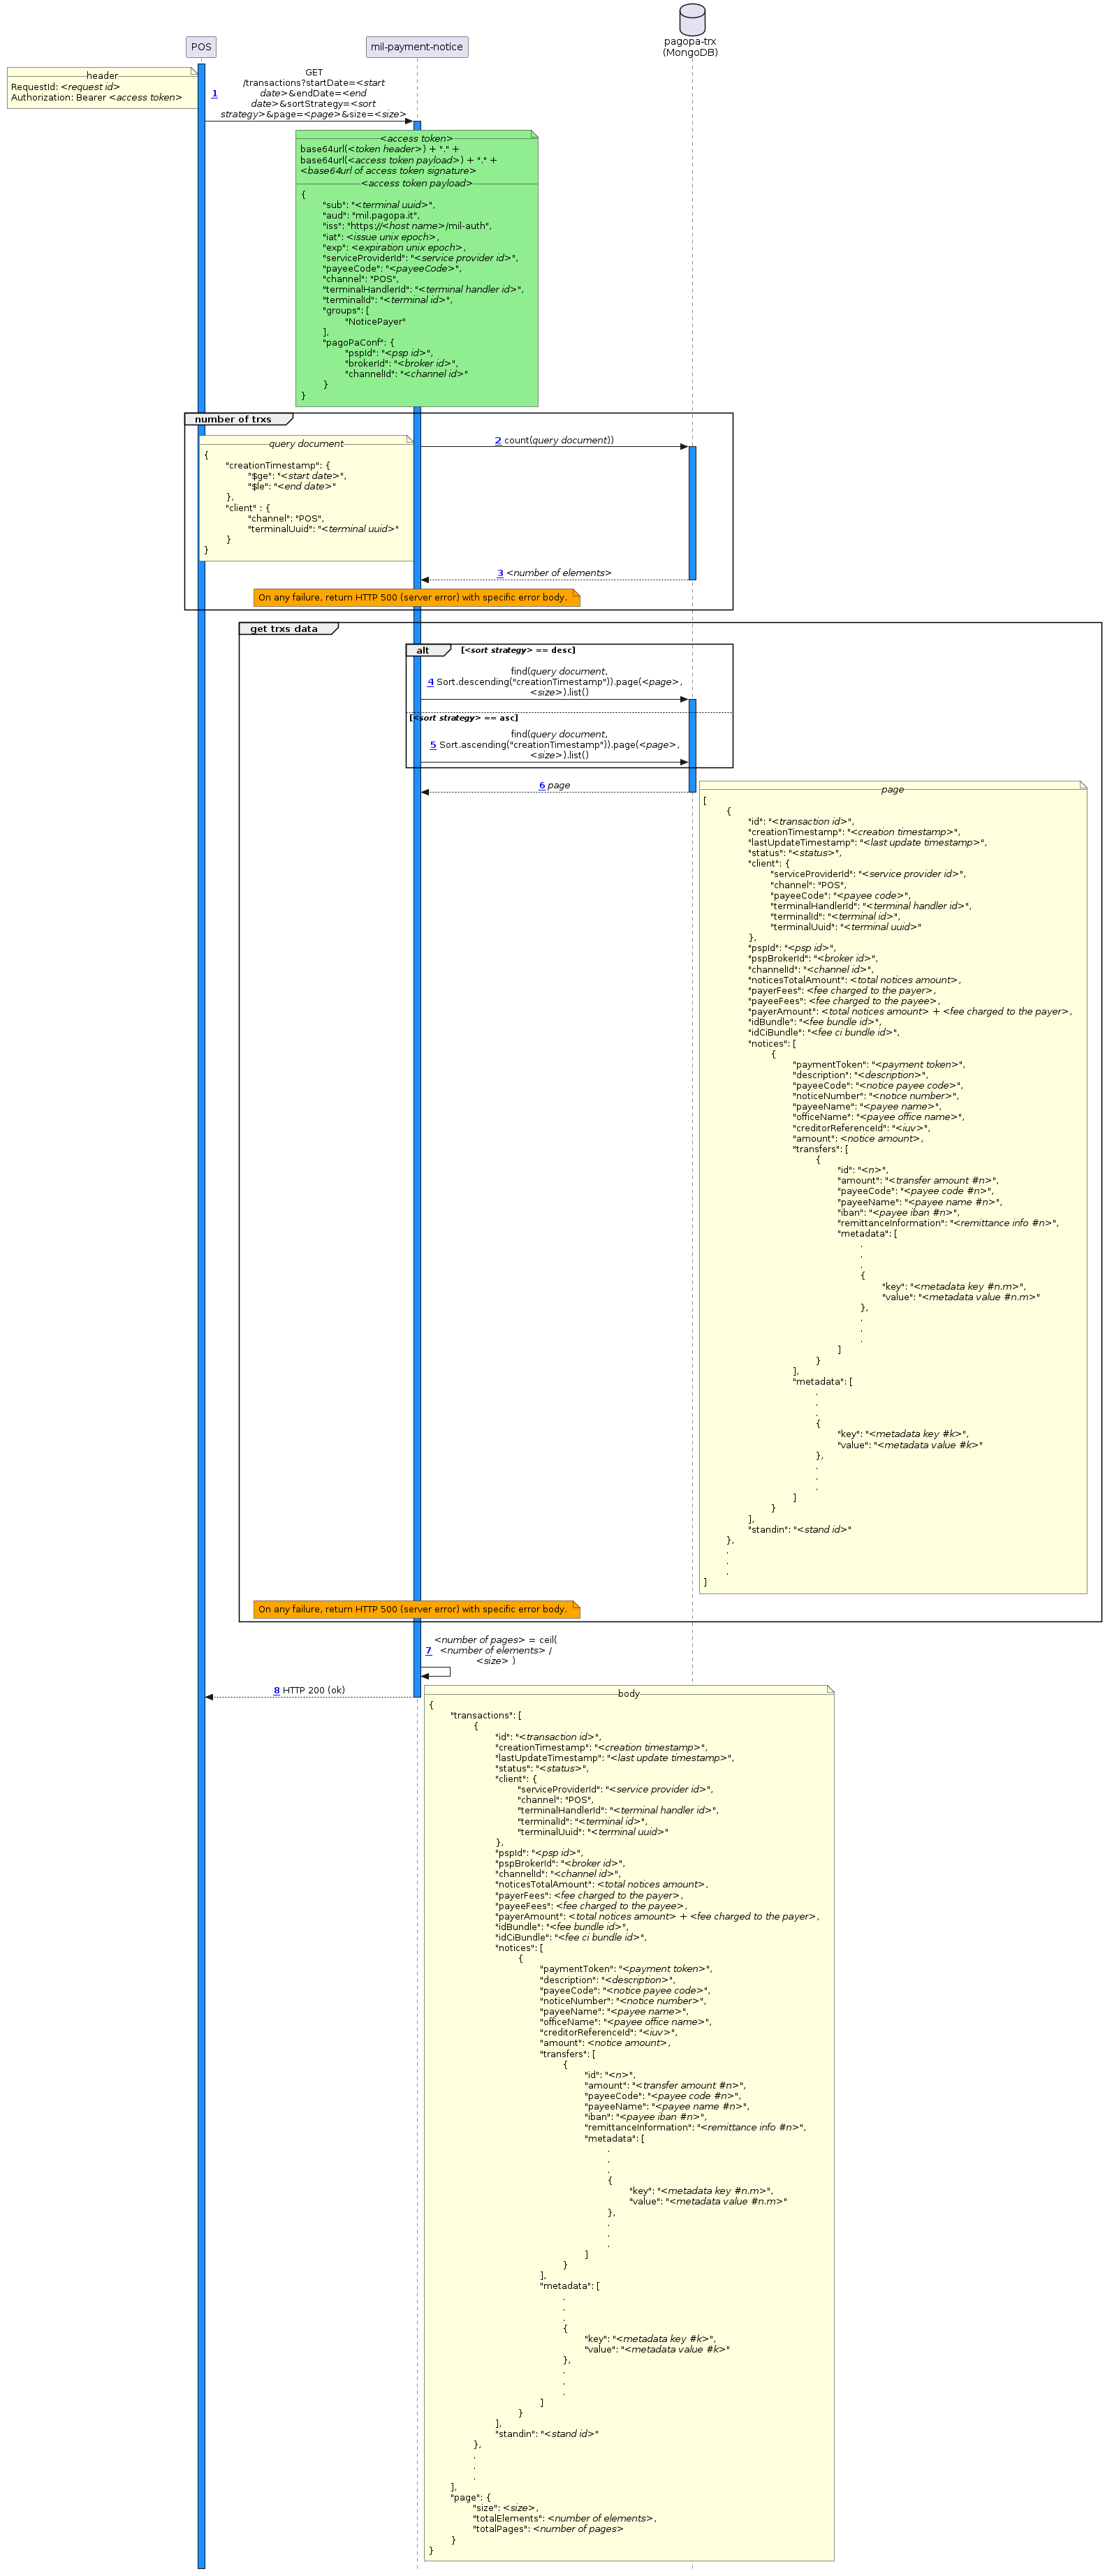 pagopa-trx
(MongoDB)
POS
mil-payment-notice
header
RequestId: <request id>
Authorization: Bearer <access token>
1
GET
/transactions?startDate=<start
date>&endDate=<end
date>&sortStrategy=<sort
strategy>&page=<page>&size=<size>
<access token>
base64url(<token header>) + "." +
base64url(<access token payload>) + "." +
<base64url of access token signature>
<access token payload>
{
"sub": "<terminal uuid>",
"aud": "mil.pagopa.it",
"iss": "https://<host name>/mil-auth",
"iat": <issue unix epoch>,
"exp": <expiration unix epoch>,
"serviceProviderId": "<service provider id>",
"payeeCode": "<payeeCode>",
"channel": "POS",
"terminalHandlerId": "<terminal handler id>",
"terminalId": "<terminal id>",
"groups": [
"NoticePayer"
],
"pagoPaConf": {
"pspId": "<psp id>",
"brokerId": "<broker id>",
"channelId": "<channel id>"
}
}
number of trxs
2 count(query document))
query document
{
"creationTimestamp": {
"$ge": "<start date>",
"$le": "<end date>"
},
"client" : {
"channel": "POS",
"terminalUuid": "<terminal uuid>"
}
}
3 <number of elements>
On any failure, return HTTP 500 (server error) with specific error body.
get trxs data
alt [<sort strategy> == desc]
find(query document,
4 Sort.descending("creationTimestamp")).page(<page>,
<size>).list()
[<sort strategy> == asc]
find(query document,
5 Sort.ascending("creationTimestamp")).page(<page>,
<size>).list()
6 page
page
[
{
"id": "<transaction id>",
"creationTimestamp": "<creation timestamp>",
"lastUpdateTimestamp": "<last update timestamp>",
"status": "<status>",
"client": {
"serviceProviderId": "<service provider id>",
"channel": "POS",
"payeeCode": "<payee code>",
"terminalHandlerId": "<terminal handler id>",
"terminalId": "<terminal id>",
"terminalUuid": "<terminal uuid>"
},
"pspId": "<psp id>",
"pspBrokerId": "<broker id>",
"channelId": "<channel id>",
"noticesTotalAmount": <total notices amount>,
"payerFees": <fee charged to the payer>,
"payeeFees": <fee charged to the payee>,
"payerAmount": <total notices amount> + <fee charged to the payer>,
"idBundle": "<fee bundle id>",
"idCiBundle": "<fee ci bundle id>",
"notices": [
{
"paymentToken": "<payment token>",
"description": "<description>",
"payeeCode": "<notice payee code>",
"noticeNumber": "<notice number>",
"payeeName": "<payee name>",
"officeName": "<payee office name>",
"creditorReferenceId": "<iuv>",
"amount": <notice amount>,
"transfers": [
{
"id": "<n>",
"amount": "<transfer amount #n>",
"payeeCode": "<payee code #n>",
"payeeName": "<payee name #n>",
"iban": "<payee iban #n>",
"remittanceInformation": "<remittance info #n>",
"metadata": [
.
.
.
{
"key": "<metadata key #n.m>",
"value": "<metadata value #n.m>"
},
.
.
.
]
}
],
"metadata": [
.
.
.
{
"key": "<metadata key #k>",
"value": "<metadata value #k>"
},
.
.
.
]
}
],
"standin": "<stand id>"
},
.
.
.
]
On any failure, return HTTP 500 (server error) with specific error body.
<number of pages> = ceil(
7 <number of elements> /
<size> )
8 HTTP 200 (ok)
body
{
"transactions": [
{
"id": "<transaction id>",
"creationTimestamp": "<creation timestamp>",
"lastUpdateTimestamp": "<last update timestamp>",
"status": "<status>",
"client": {
"serviceProviderId": "<service provider id>",
"channel": "POS",
"terminalHandlerId": "<terminal handler id>",
"terminalId": "<terminal id>",
"terminalUuid": "<terminal uuid>"
},
"pspId": "<psp id>",
"pspBrokerId": "<broker id>",
"channelId": "<channel id>",
"noticesTotalAmount": <total notices amount>,
"payerFees": <fee charged to the payer>,
"payeeFees": <fee charged to the payee>,
"payerAmount": <total notices amount> + <fee charged to the payer>,
"idBundle": "<fee bundle id>",
"idCiBundle": "<fee ci bundle id>",
"notices": [
{
"paymentToken": "<payment token>",
"description": "<description>",
"payeeCode": "<notice payee code>",
"noticeNumber": "<notice number>",
"payeeName": "<payee name>",
"officeName": "<payee office name>",
"creditorReferenceId": "<iuv>",
"amount": <notice amount>,
"transfers": [
{
"id": "<n>",
"amount": "<transfer amount #n>",
"payeeCode": "<payee code #n>",
"payeeName": "<payee name #n>",
"iban": "<payee iban #n>",
"remittanceInformation": "<remittance info #n>",
"metadata": [
.
.
.
{
"key": "<metadata key #n.m>",
"value": "<metadata value #n.m>"
},
.
.
.
]
}
],
"metadata": [
.
.
.
{
"key": "<metadata key #k>",
"value": "<metadata value #k>"
},
.
.
.
]
}
],
"standin": "<stand id>"
},
.
.
.
],
"page": {
"size": <size>,
"totalElements": <number of elements>,
"totalPages": <number of pages>
}
}